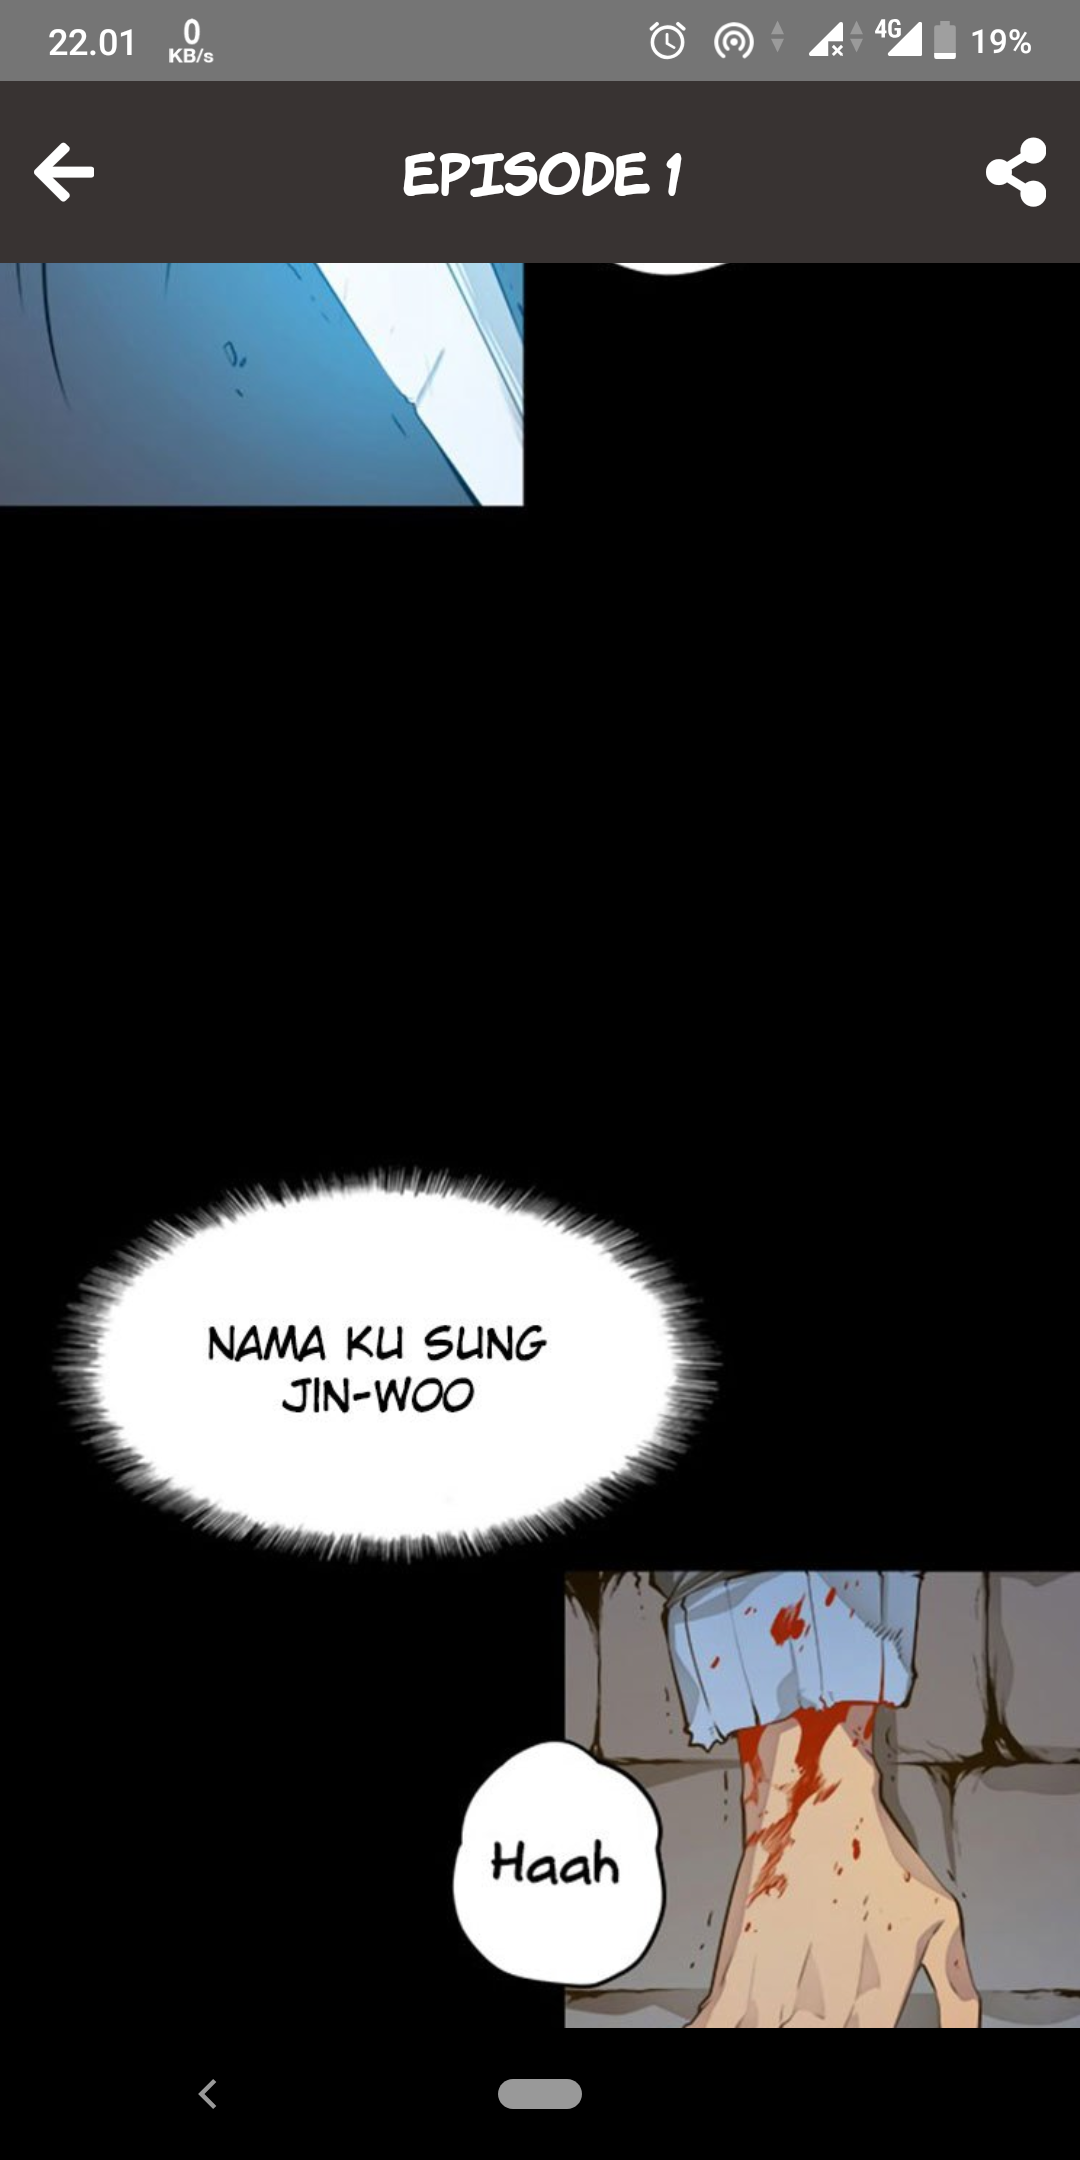 22.01
0
KB/s
4G
19%
EPISODE 1
NAMA KU SUNG
JIN-WOO
Haah